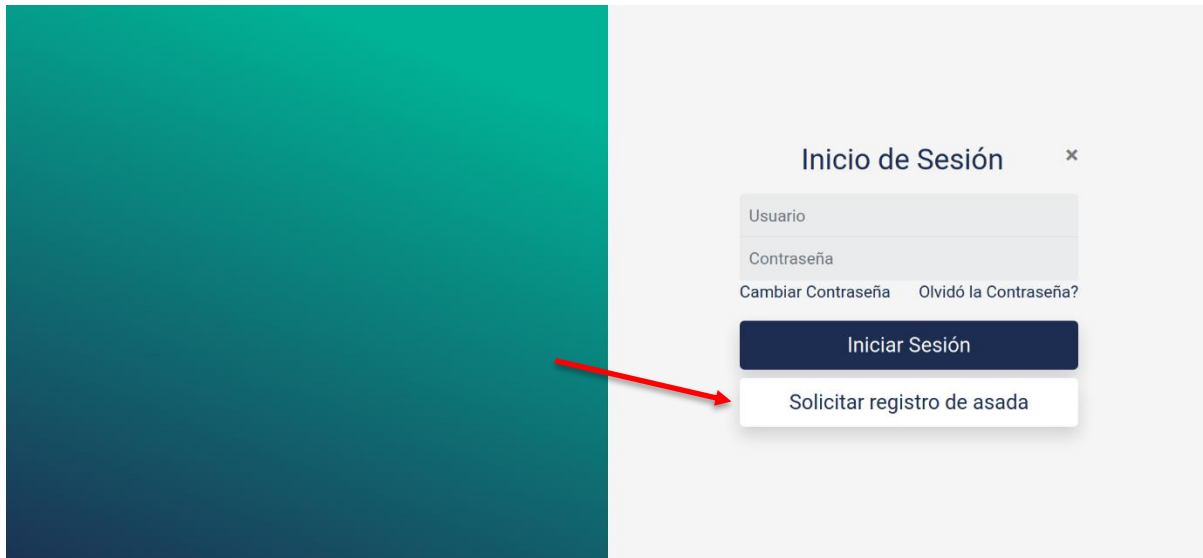 Inicio de Sesión ×
Usuario
Contraseña
Cambiar Contraseña Olvidó la Contraseña?
Iniciar Sesión
Solicitar registro de asada